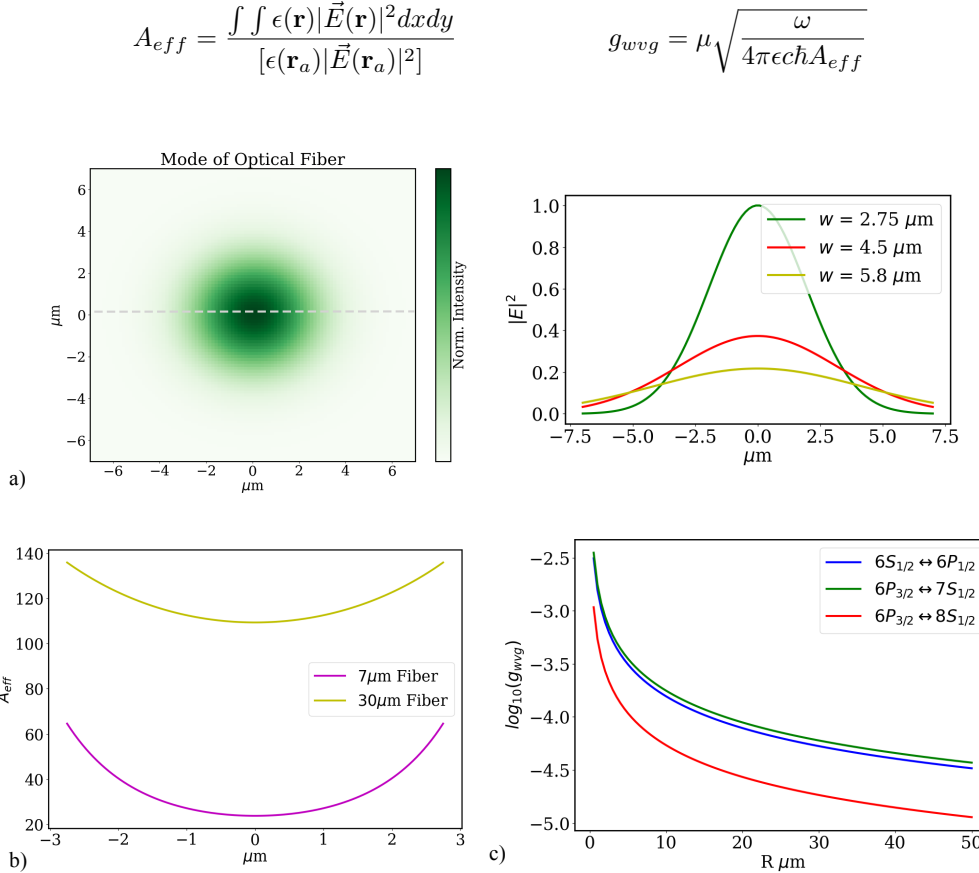 A_{eff} = \frac{\int \int \epsilon(\mathbf{r})|\vec{E}(\mathbf{r})|^2 dxdy}{[\epsilon(\mathbf{r}_a)|\vec{E}(\mathbf{r}_a)|^2]}
g_{wvg} = \mu \sqrt{\frac{\omega}{4\pi\epsilon c\hbar A_{eff}}}
Mode of Optical Fiber
6
4
2
0
−2
−4
−6
μm
−6 −4 −2 0 2 4 6
μm
Norm. Intensity
a)
1.0
0.8
0.6
0.4
0.2
0.0
|E|²
w = 2.75 μm
w = 4.5 μm
w = 5.8 μm
−7.5 −5.0 −2.5 0.0 2.5 5.0 7.5
μm
140
120
100
80
60
40
20
A_{eff}
7μm Fiber
30μm Fiber
−3 −2 −1 0 1 2 3
μm
b)
−2.5
−3.0
−3.5
−4.0
−4.5
−5.0
log₁₀(g_{wvg})
6S_{1/2} ↔ 6P_{1/2}
6P_{3/2} ↔ 7S_{1/2}
6P_{3/2} ↔ 8S_{1/2}
0 10 20 30 40 50
R μm
c)